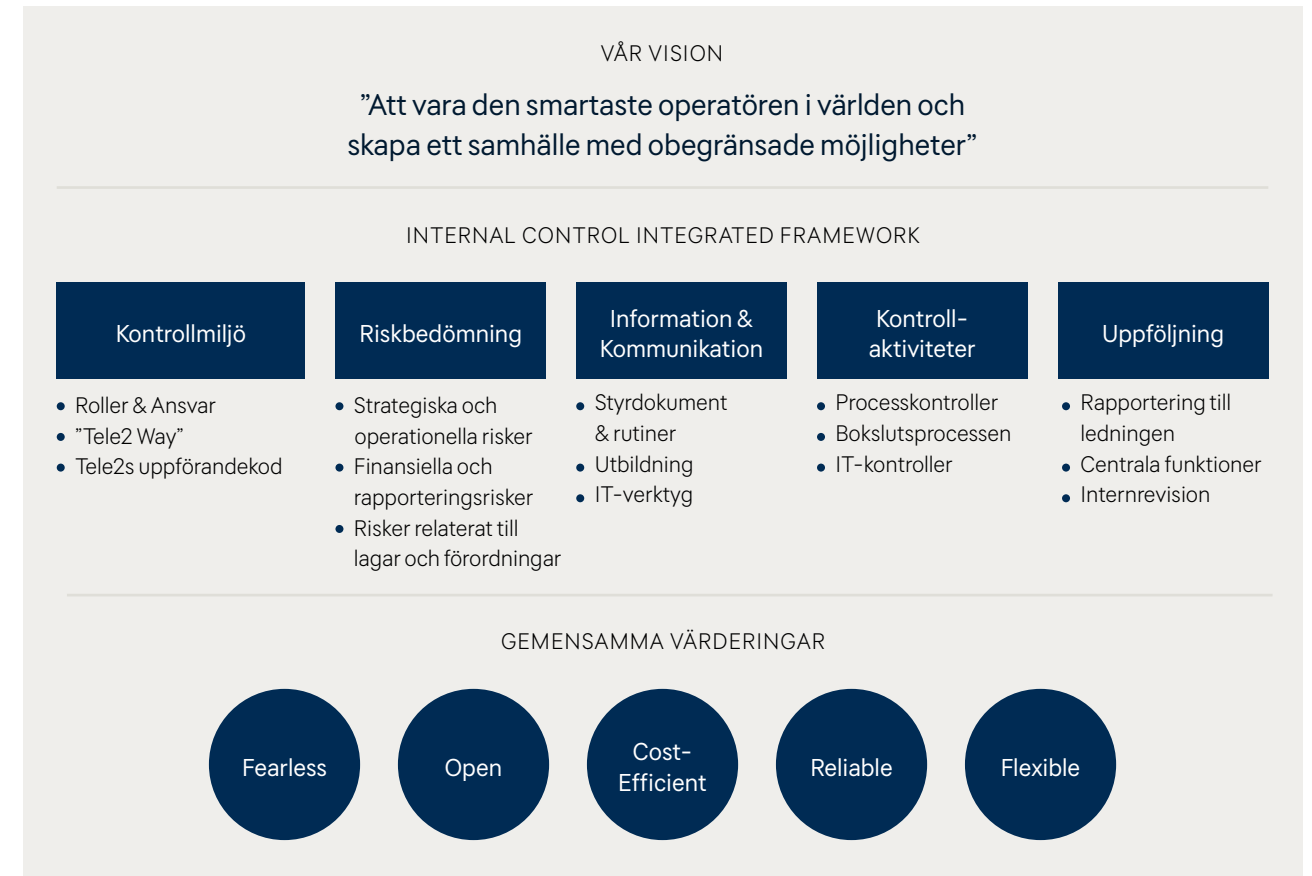 VÅR VISION
”Att vara den smartaste operatören i världen och
skapa ett samhälle med obegränsade möjligheter”
INTERNAL CONTROL INTEGRATED FRAMEWORK
Kontrollmiljö
• Roller & Ansvar
• ”Tele2 Way”
• Tele2s uppförandekod
Riskbedömning
• Strategiska och
operationella risker
• Finansiella och
rapporteringsrisker
• Risker relaterat till
lagar och förordningar
Information &
Kommunikation
• Styrdokument
& rutiner
• Utbildning
• IT-verktyg
Kontroll-
aktiviteter
• Processkontroller
• Bokslutsprocessen
• IT-kontroller
Uppföljning
• Rapportering till
ledningen
• Centrala funktioner
• Internrevision
GEMENSAMMA VÄRDERINGAR
Fearless
Open
Cost-
Efficient
Reliable
Flexible